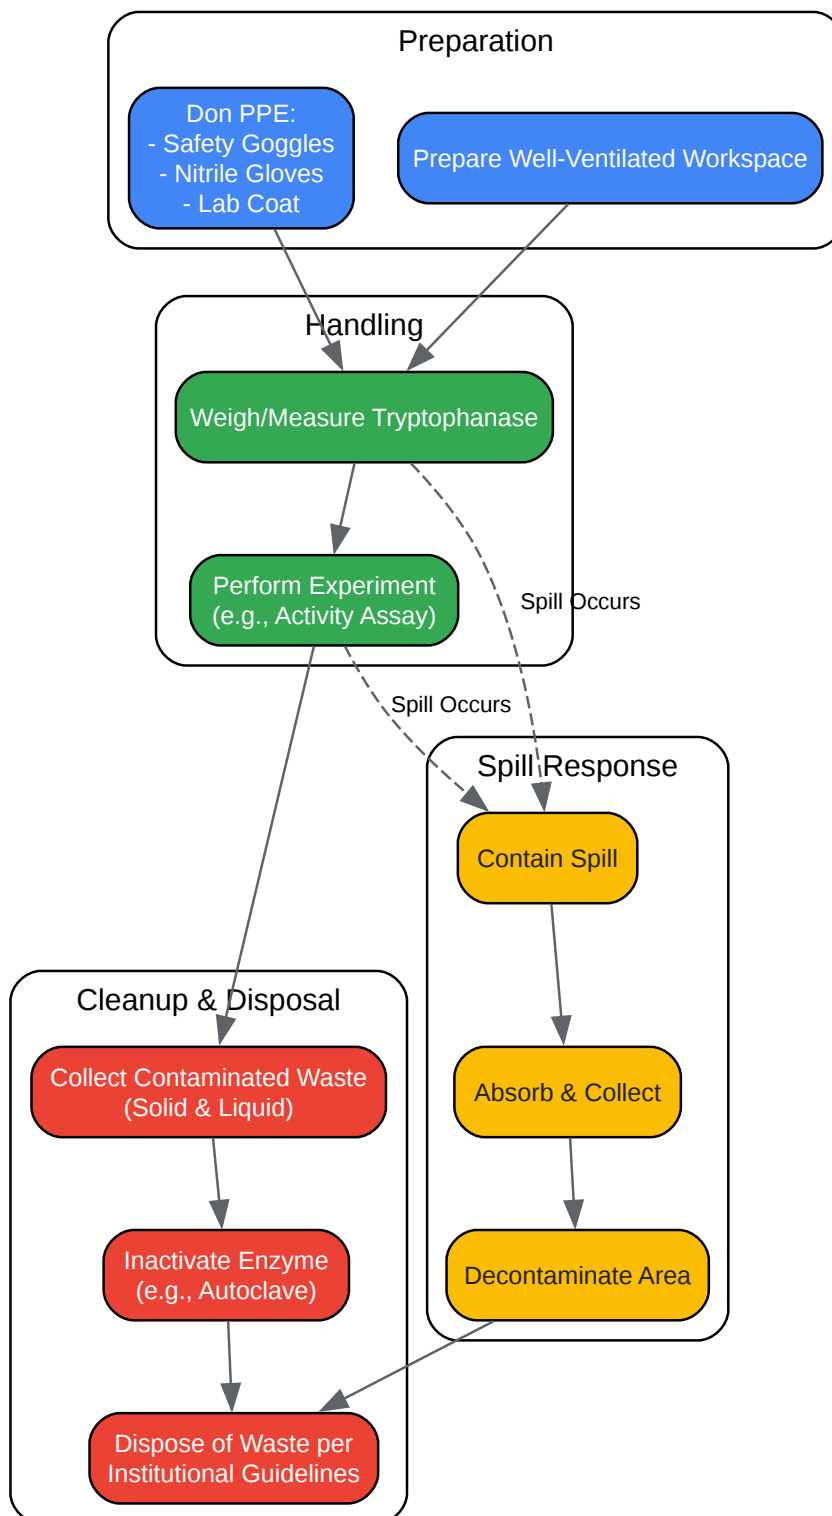 Preparation
Don PPE:
- Safety Goggles
- Nitrile Gloves
- Lab Coat
Prepare Well-Ventilated Workspace
Handling
Weigh/Measure Tryptophanase
Perform Experiment
(e.g., Activity Assay)
Spill Occurs
Spill Occurs
Spill Response
Contain Spill
Absorb & Collect
Decontaminate Area
Cleanup & Disposal
Collect Contaminated Waste
(Solid & Liquid)
Inactivate Enzyme
(e.g., Autoclave)
Dispose of Waste per
Institutional Guidelines